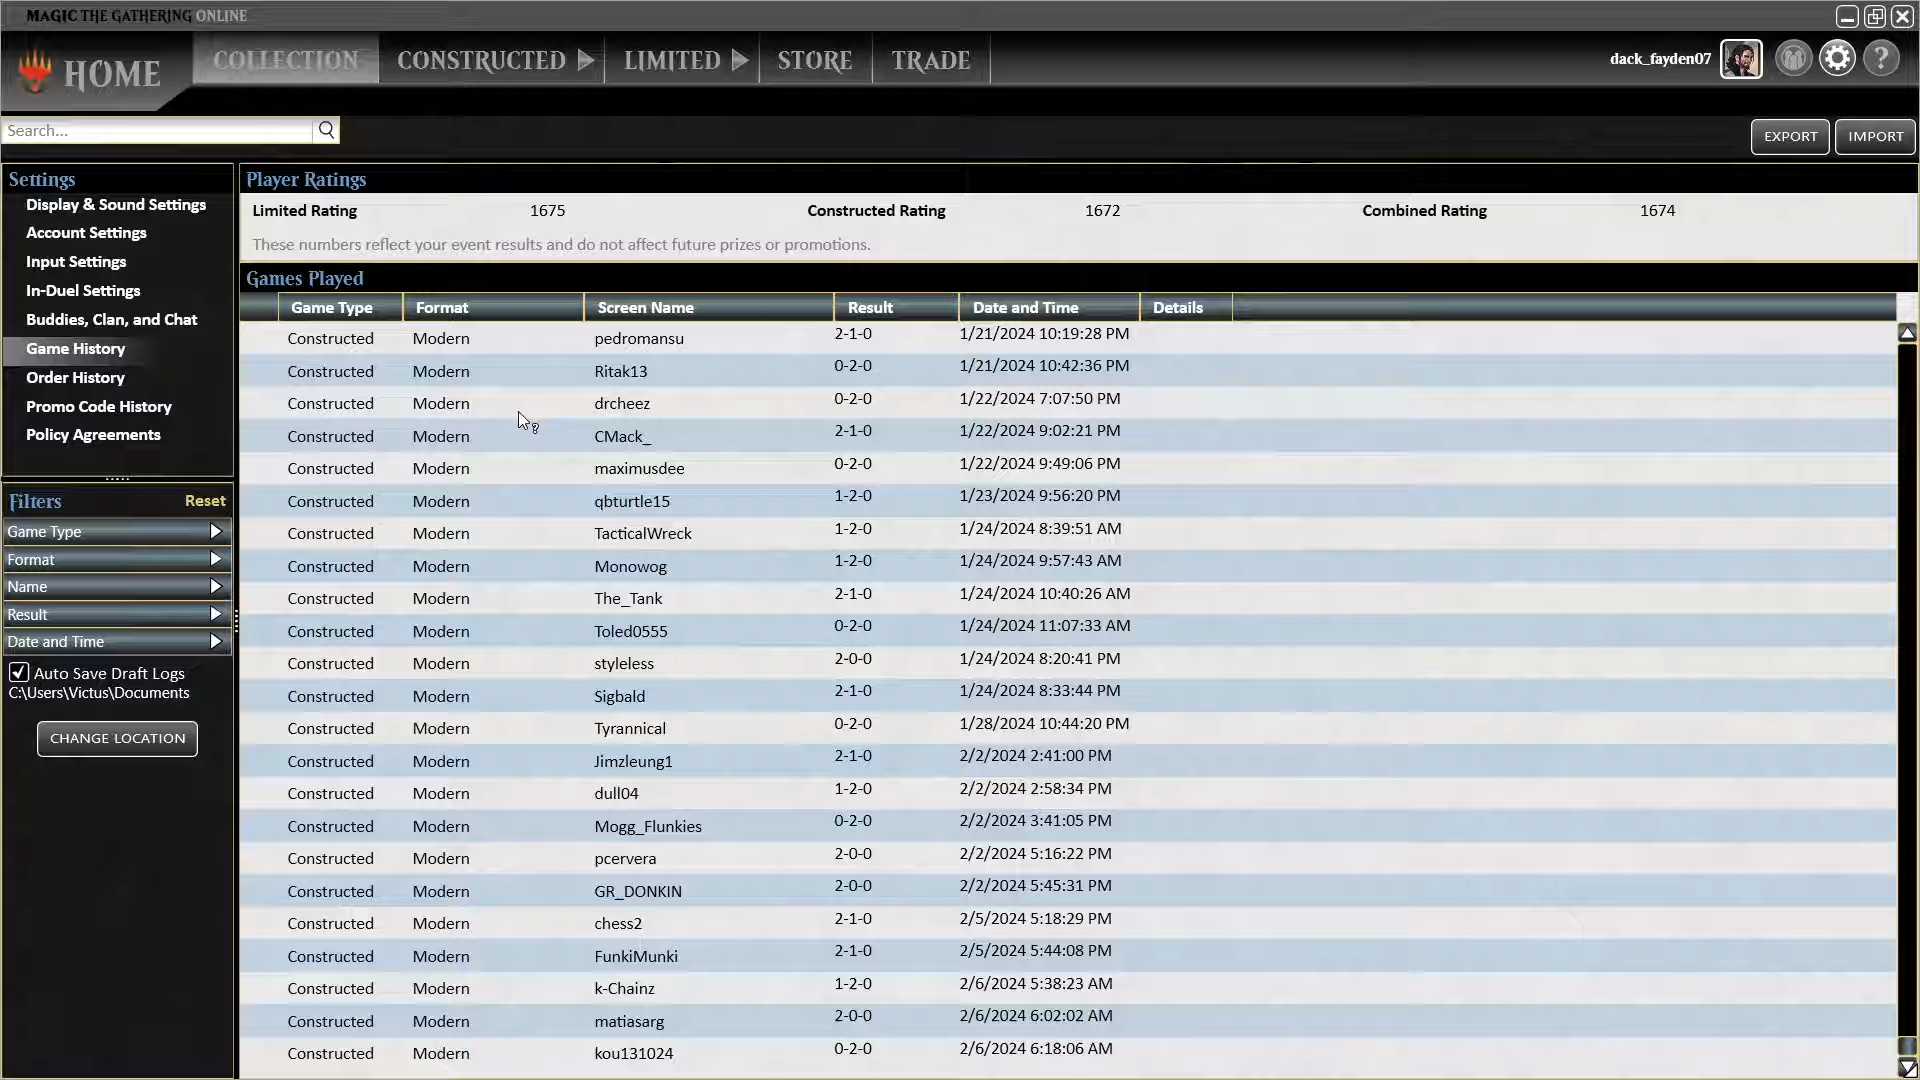 MAGIC THE GATHERING ONLINE
HOME COLLECTION CONSTRUCTED LIMITED STORE TRADE dack_fayden07 ?
Search...
EXPORT IMPORT
Settings
Display & Sound Settings
Account Settings
Input Settings
In-Duel Settings
Buddies, Clan, and Chat
Game History
Order History
Promo Code History
Policy Agreements
Filters Reset
Game Type
Format
Name
Result
Date and Time
Auto Save Draft Logs
C:\Users\Victus\Documents
CHANGE LOCATION
Player Ratings
Limited Rating 1675 Constructed Rating 1672 Combined Rating 1674
These numbers reflect your event results and do not affect future prizes or promotions.
Games Played
Game Type Format Screen Name Result Date and Time Details
Constructed Modern pedromansu 2-1-0 1/21/2024 10:19:28 PM
Constructed Modern Ritak13 0-2-0 1/21/2024 10:42:36 PM
Constructed Modern drcheez 0-2-0 1/22/2024 7:07:50 PM
Constructed Modern CMack_ 2-1-0 1/22/2024 9:02:21 PM
Constructed Modern maximusdee 0-2-0 1/22/2024 9:49:06 PM
Constructed Modern qbturtle15 1-2-0 1/23/2024 9:56:20 PM
Constructed Modern TacticalWreck 1-2-0 1/24/2024 8:39:51 AM
Constructed Modern Monowog 1-2-0 1/24/2024 9:57:43 AM
Constructed Modern The_Tank 2-1-0 1/24/2024 10:40:26 AM
Constructed Modern Toled0555 0-2-0 1/24/2024 11:07:33 AM
Constructed Modern styleless 2-0-0 1/24/2024 8:20:41 PM
Constructed Modern Sigbald 2-1-0 1/24/2024 8:33:44 PM
Constructed Modern Tyrannical 0-2-0 1/28/2024 10:44:20 PM
Constructed Modern Jimzleung1 2-1-0 2/2/2024 2:41:00 PM
Constructed Modern dull04 1-2-0 2/2/2024 2:58:34 PM
Constructed Modern Mogg_Flunkies 0-2-0 2/2/2024 3:41:05 PM
Constructed Modern pcervera 2-0-0 2/2/2024 5:16:22 PM
Constructed Modern GR_DONKIN 2-0-0 2/2/2024 5:45:31 PM
Constructed Modern chess2 2-1-0 2/5/2024 5:18:29 PM
Constructed Modern FunkiMunki 2-1-0 2/5/2024 5:44:08 PM
Constructed Modern k-Chainz 1-2-0 2/6/2024 5:38:23 AM
Constructed Modern matiasarg 2-0-0 2/6/2024 6:02:02 AM
Constructed Modern kou131024 0-2-0 2/6/2024 6:18:06 AM